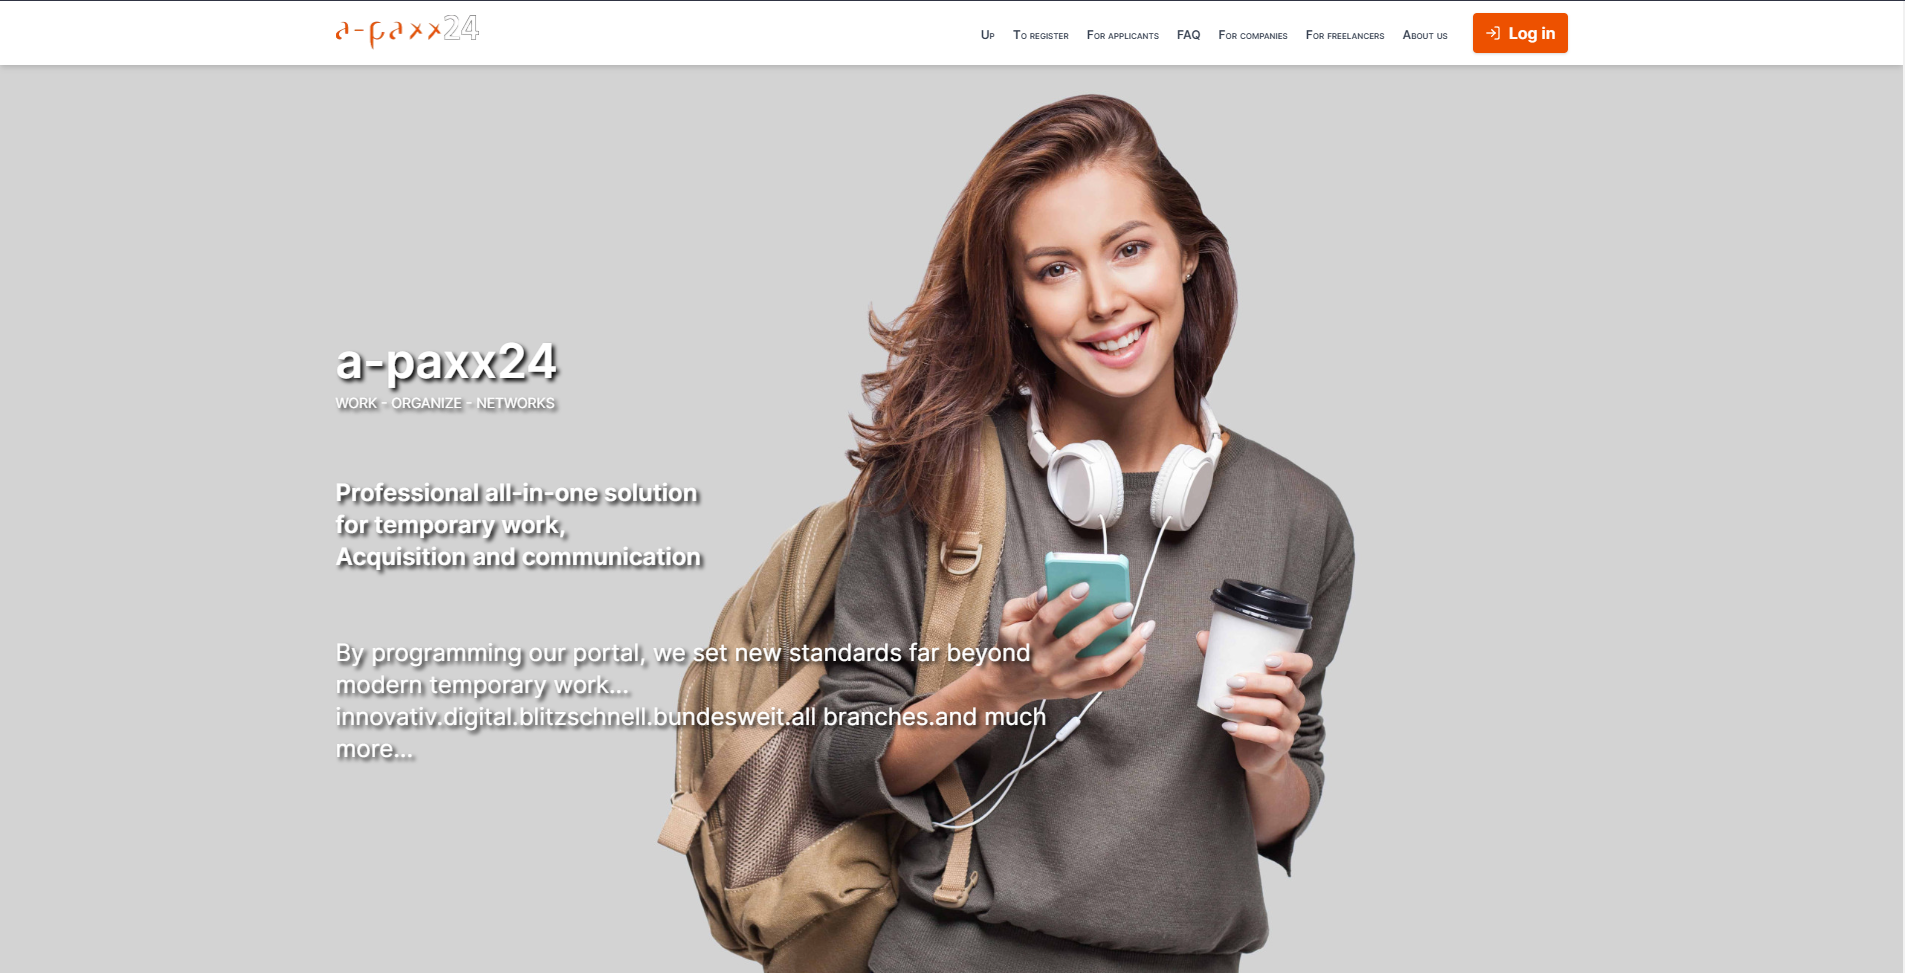 a-paxx24
Up To register For applicants FAQ For companies For freelancers About us Log in
a-paxx24
WORK - ORGANIZE - NETWORKS
Professional all-in-one solution
for temporary work,
Acquisition and communication
By programming our portal, we set new standards far beyond
modern temporary work...
innovativ.digital.blitzschnell.bundesweit.all branches.and much
more...